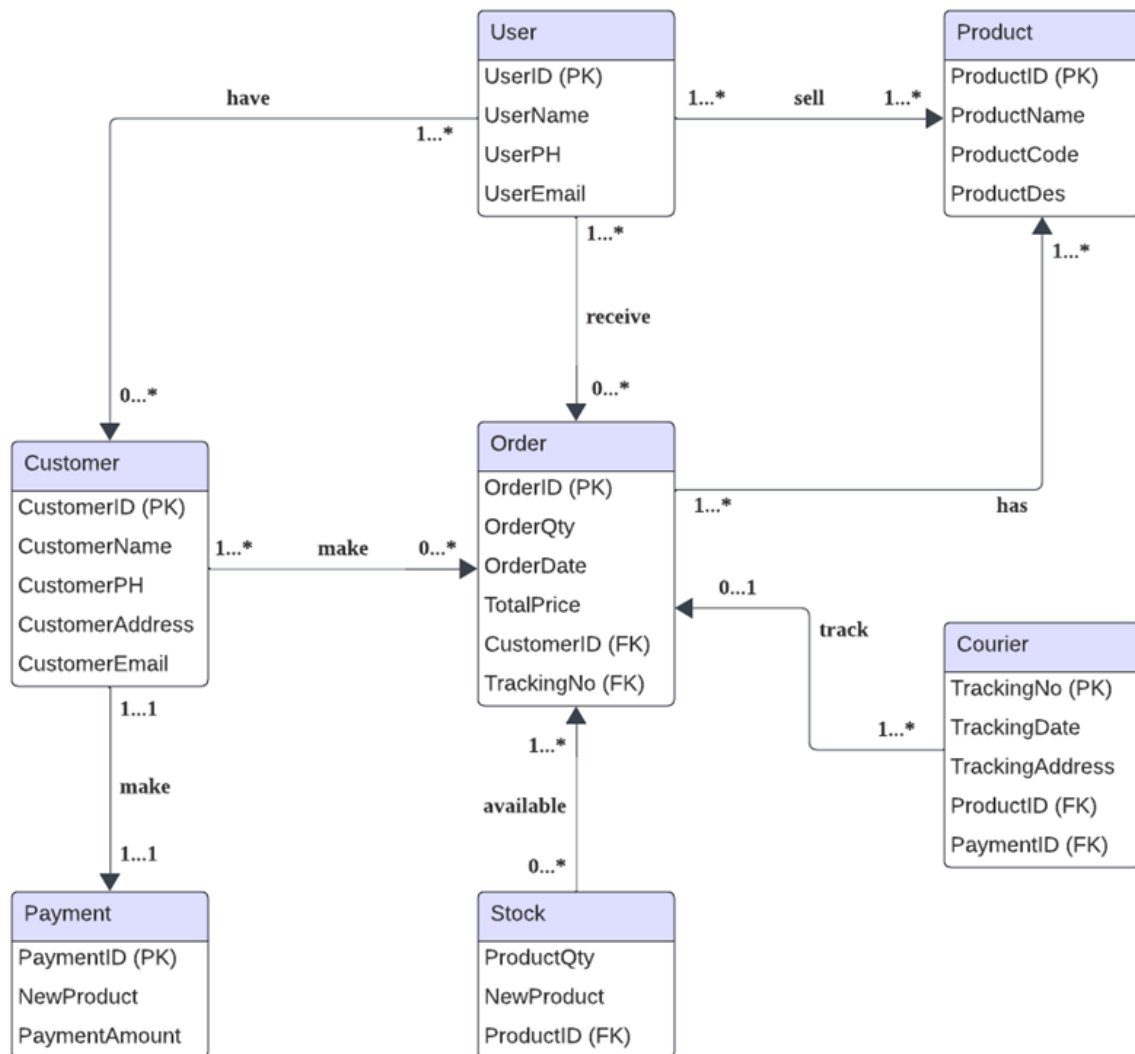 User
UserID (PK)
UserName
UserPH
UserEmail
Product
ProductID (PK)
ProductName
ProductCode
ProductDes
have
1...*
0...*
1...*
sell
1...*
1...*
receive
0...*
1...*
has
1...*
Customer
CustomerID (PK)
CustomerName
CustomerPH
CustomerAddress
CustomerEmail
1...*
make
0...*
Order
OrderID (PK)
OrderQty
OrderDate
TotalPrice
CustomerID (FK)
TrackingNo (FK)
0...1
track
1...*
Courier
TrackingNo (PK)
TrackingDate
TrackingAddress
ProductID (FK)
PaymentID (FK)
1...1
make
1...1
1...*
available
0...*
Payment
PaymentID (PK)
NewProduct
PaymentAmount
Stock
ProductQty
NewProduct
ProductID (FK)